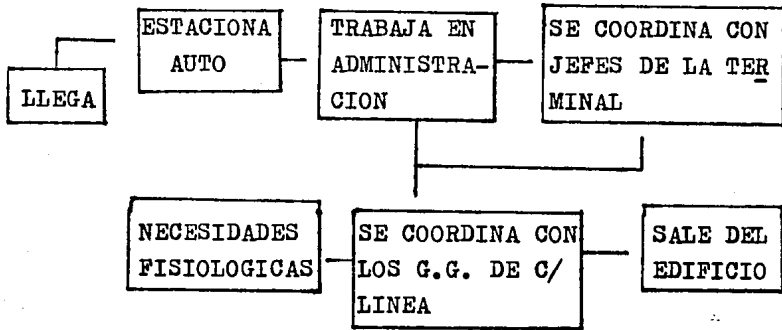 LLEGA
ESTACIONA
AUTO
TRABAJA EN
ADMINISTRA-
CION
SE COORDINA CON
JEFES DE LA TER
MINAL
NECESIDADES
FISIOLOGICAS
SE COORDINA CON
LOS G.G. DE C/
LINEA
SALE DEL
EDIFICIO